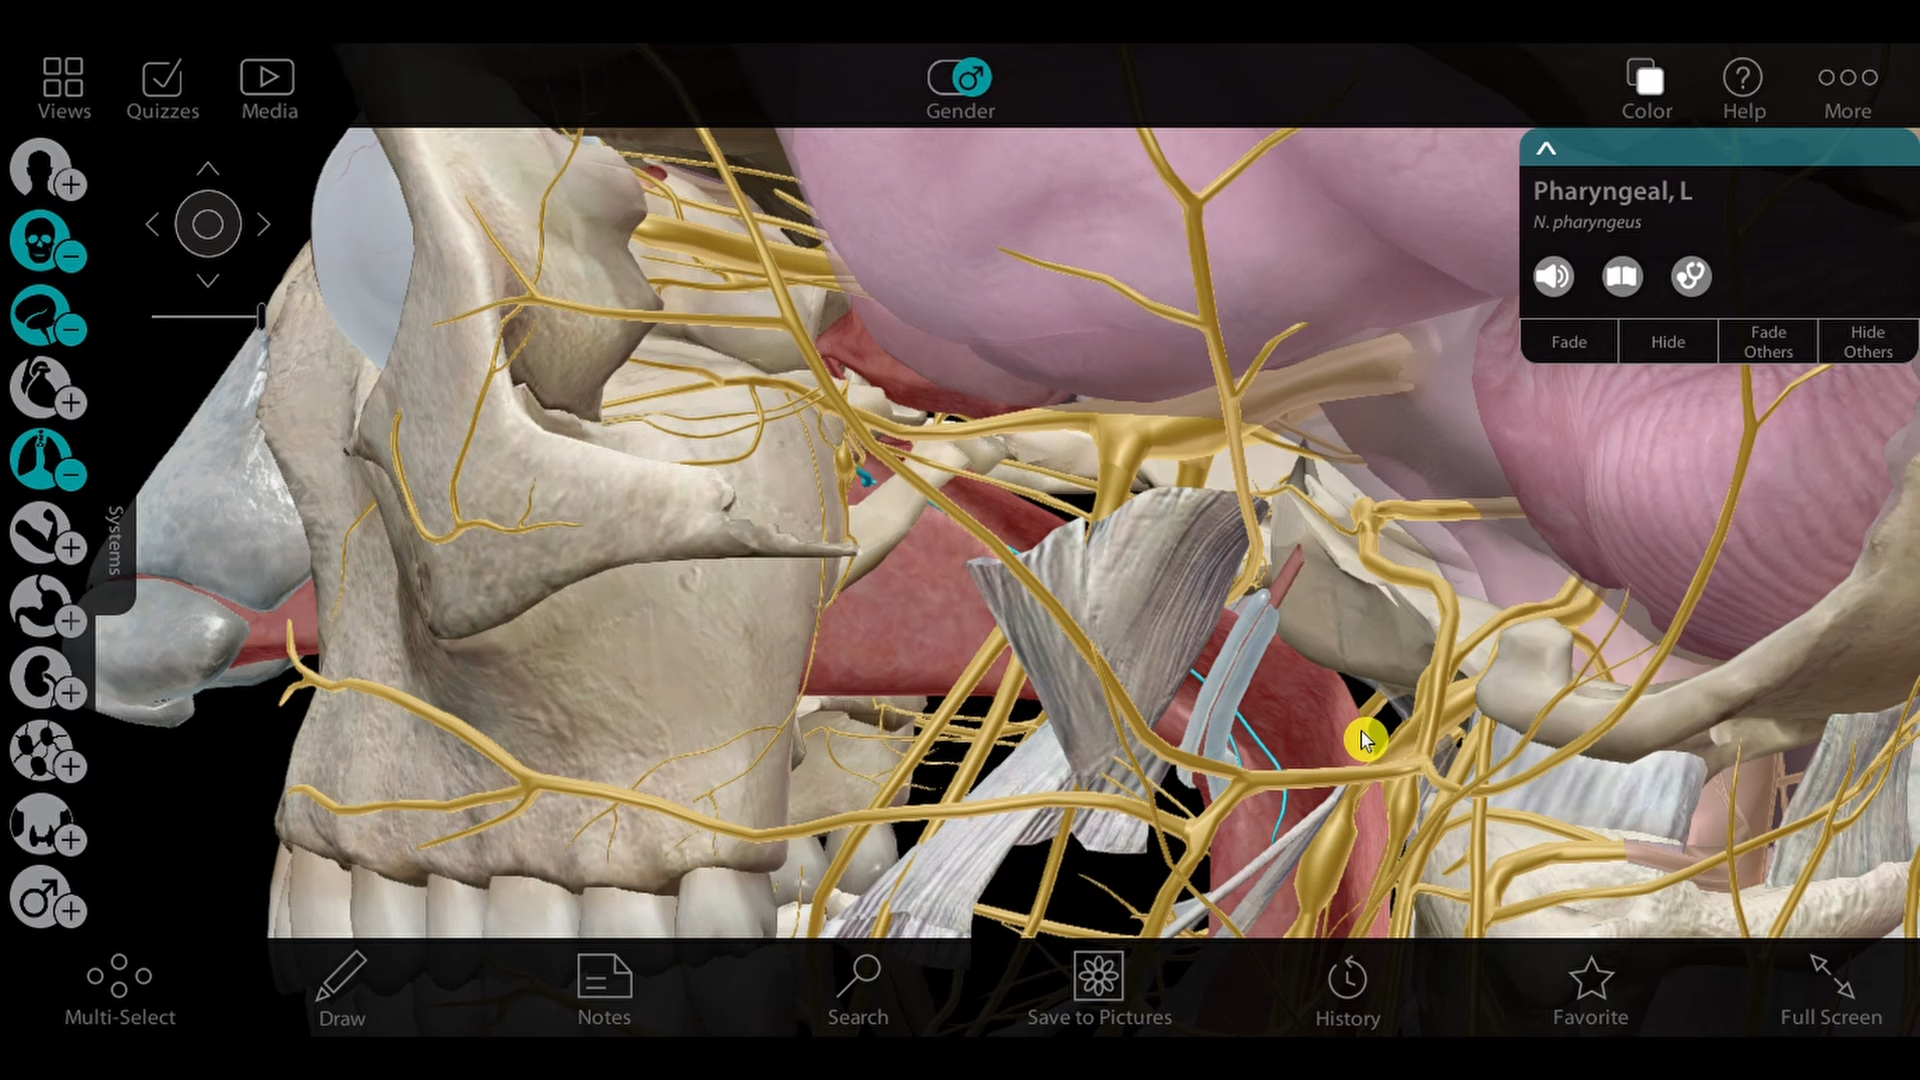 Views
Quizzes
Media
Gender
Color
Help
More
Pharyngeal, L
N. pharyngeus
Fade
Hide
Fade
Others
Hide
Others
Systems
Multi-Select
Draw
Notes
Search
Save to Pictures
History
Favorite
Full Screen